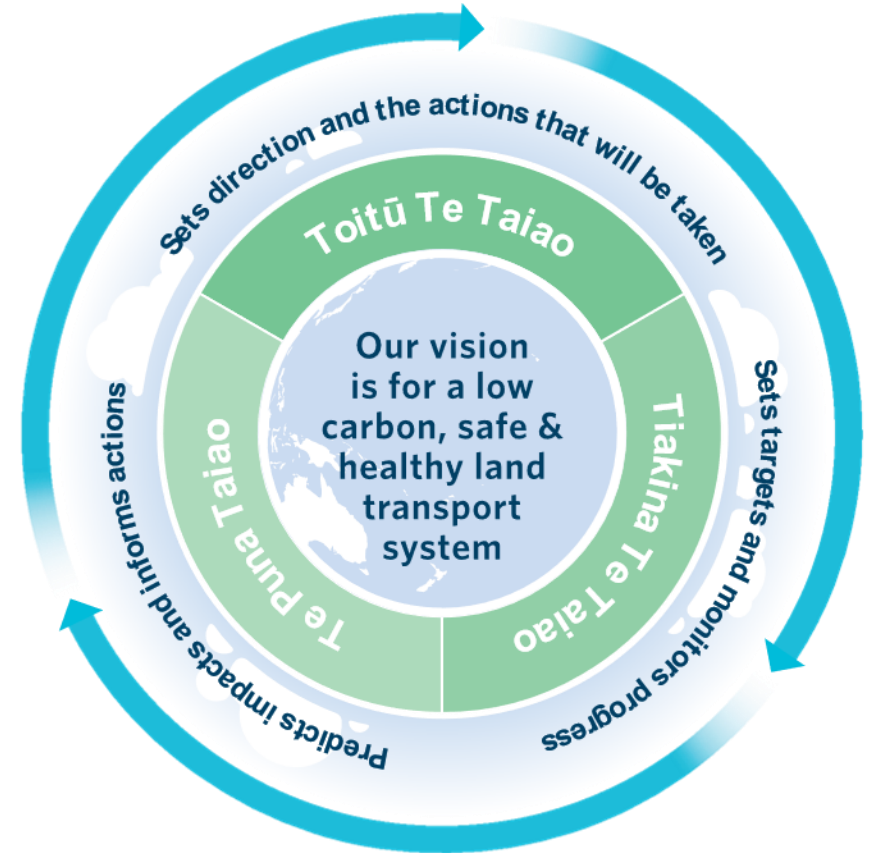 Sets direction and the actions that will be taken
Toitū Te Taiao
Our vision
is for a low
carbon, safe &
healthy land
transport
system
Tiakina Te Taiao
Sets targets and monitors progress
Te Puna Taiao
Predicts impacts and informs actions